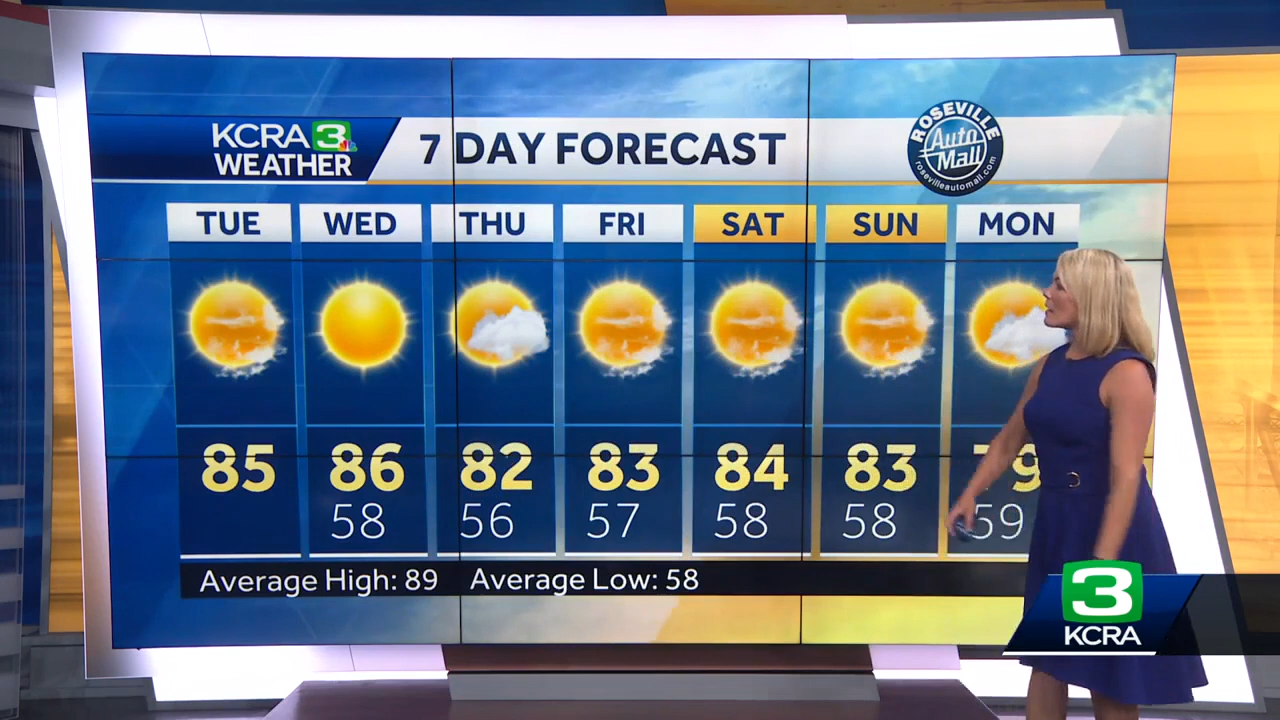 KCRA 3
WEATHER
7 DAY FORECAST
ROSEVILLE
Auto
Mall
rosevilleautomall.com
TUE WED THU FRI SAT SUN MON
85 86 82 83 84 83 79
58 56 57 58 58 59
Average High: 89 Average Low: 58
3
KCRA